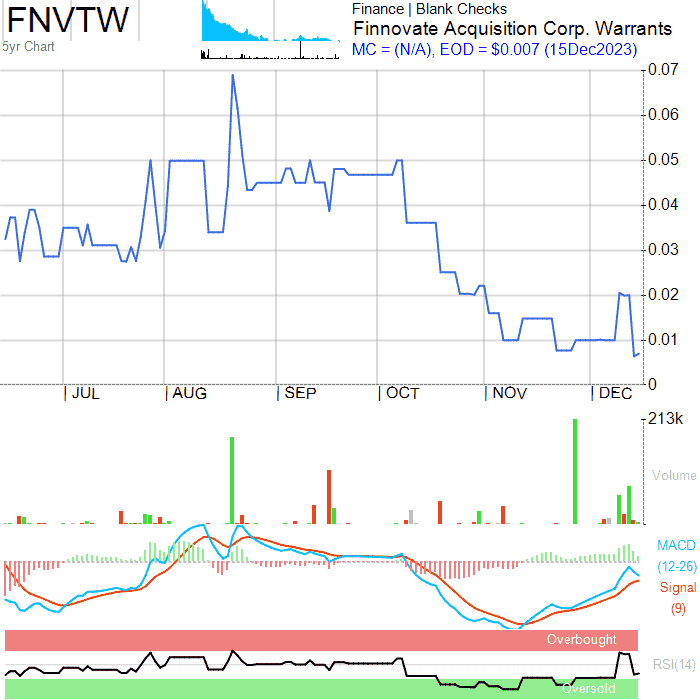 FNVTW
5yr Chart
Finance | Blank Checks
Finnovate Acquisition Corp. Warrants
MC = (N/A), EOD = $0.007 (15Dec2023)
0.07
0.06
0.05
0.04
0.03
0.02
0.01
0
JUL AUG SEP OCT NOV DEC
213k
Volume
MACD
(12-26)
Signal
(9)
Overbought
RSI(14)
Oversold